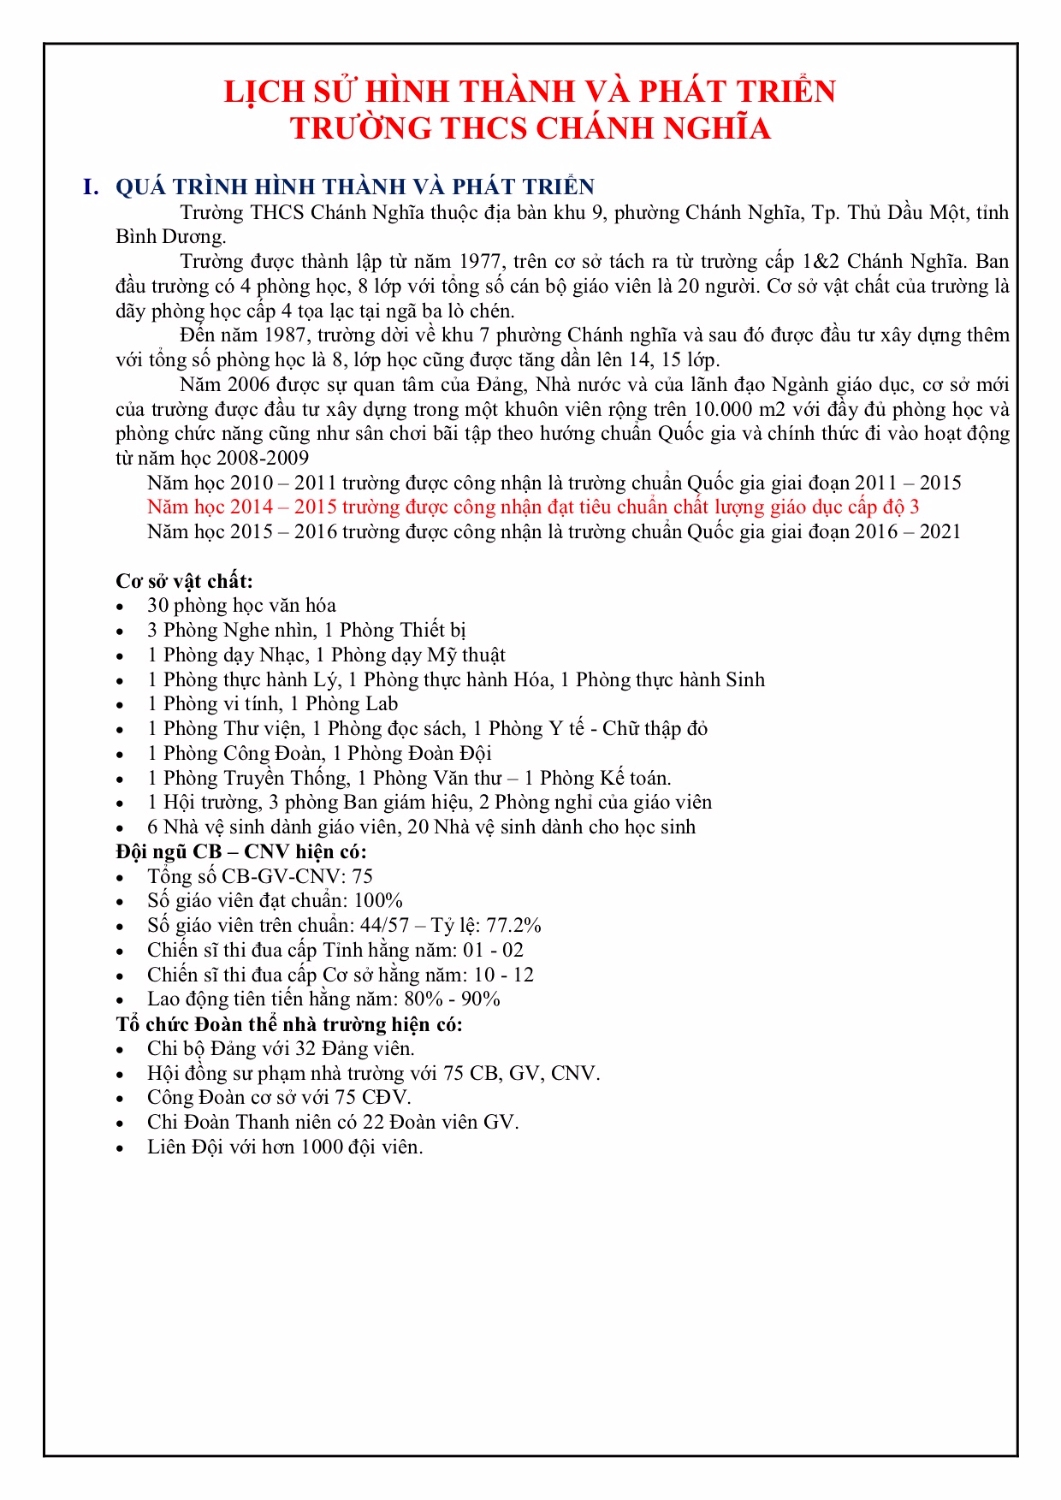 LỊCH SỬ HÌNH THÀNH VÀ PHÁT TRIỂN
TRƯỜNG THCS CHÁNH NGHĨA
I. QUÁ TRÌNH HÌNH THÀNH VÀ PHÁT TRIỂN
Trường THCS Chánh Nghĩa thuộc địa bàn khu 9, phường Chánh Nghĩa, Tp. Thủ Dầu Một, tỉnh
Bình Dương.
Trường được thành lập từ năm 1977, trên cơ sở tách ra từ trường cấp 1&2 Chánh Nghĩa. Ban
đầu trường có 4 phòng học, 8 lớp với tổng số cán bộ giáo viên là 20 người. Cơ sở vật chất của trường là
dãy phòng học cấp 4 tọa lạc tại ngã ba lò chén.
Đến năm 1987, trường dời về khu 7 phường Chánh nghĩa và sau đó được đầu tư xây dựng thêm
với tổng số phòng học là 8, lớp học cũng được tăng dần lên 14, 15 lớp.
Năm 2006 được sự quan tâm của Đảng, Nhà nước và của lãnh đạo Ngành giáo dục, cơ sở mới
của trường được đầu tư xây dựng trong một khuôn viên rộng trên 10.000 m2 với đầy đủ phòng học và
phòng chức năng cũng như sân chơi bãi tập theo hướng chuẩn Quốc gia và chính thức đi vào hoạt động
từ năm học 2008-2009
Năm học 2010 – 2011 trường được công nhận là trường chuẩn Quốc gia giai đoạn 2011 – 2015
Năm học 2014 – 2015 trường được công nhận đạt tiêu chuẩn chất lượng giáo dục cấp độ 3
Năm học 2015 – 2016 trường được công nhận là trường chuẩn Quốc gia giai đoạn 2016 – 2021
Cơ sở vật chất:
• 30 phòng học văn hóa
• 3 Phòng Nghe nhìn, 1 Phòng Thiết bị
• 1 Phòng dạy Nhạc, 1 Phòng dạy Mỹ thuật
• 1 Phòng thực hành Lý, 1 Phòng thực hành Hóa, 1 Phòng thực hành Sinh
• 1 Phòng vi tính, 1 Phòng Lab
• 1 Phòng Thư viện, 1 Phòng đọc sách, 1 Phòng Y tế - Chữ thập đỏ
• 1 Phòng Công Đoàn, 1 Phòng Đoàn Đội
• 1 Phòng Truyền Thống, 1 Phòng Văn thư – 1 Phòng Kế toán.
• 1 Hội trường, 3 phòng Ban giám hiệu, 2 Phòng nghỉ của giáo viên
• 6 Nhà vệ sinh dành giáo viên, 20 Nhà vệ sinh dành cho học sinh
Đội ngũ CB – CNV hiện có:
• Tổng số CB-GV-CNV: 75
• Số giáo viên đạt chuẩn: 100%
• Số giáo viên trên chuẩn: 44/57 – Tỷ lệ: 77.2%
• Chiến sĩ thi đua cấp Tỉnh hằng năm: 01 - 02
• Chiến sĩ thi đua cấp Cơ sở hằng năm: 10 - 12
• Lao động tiên tiến hằng năm: 80% - 90%
Tổ chức Đoàn thể nhà trường hiện có:
• Chi bộ Đảng với 32 Đảng viên.
• Hội đồng sư phạm nhà trường với 75 CB, GV, CNV.
• Công Đoàn cơ sở với 75 CĐV.
• Chi Đoàn Thanh niên có 22 Đoàn viên GV.
• Liên Đội với hơn 1000 đội viên.